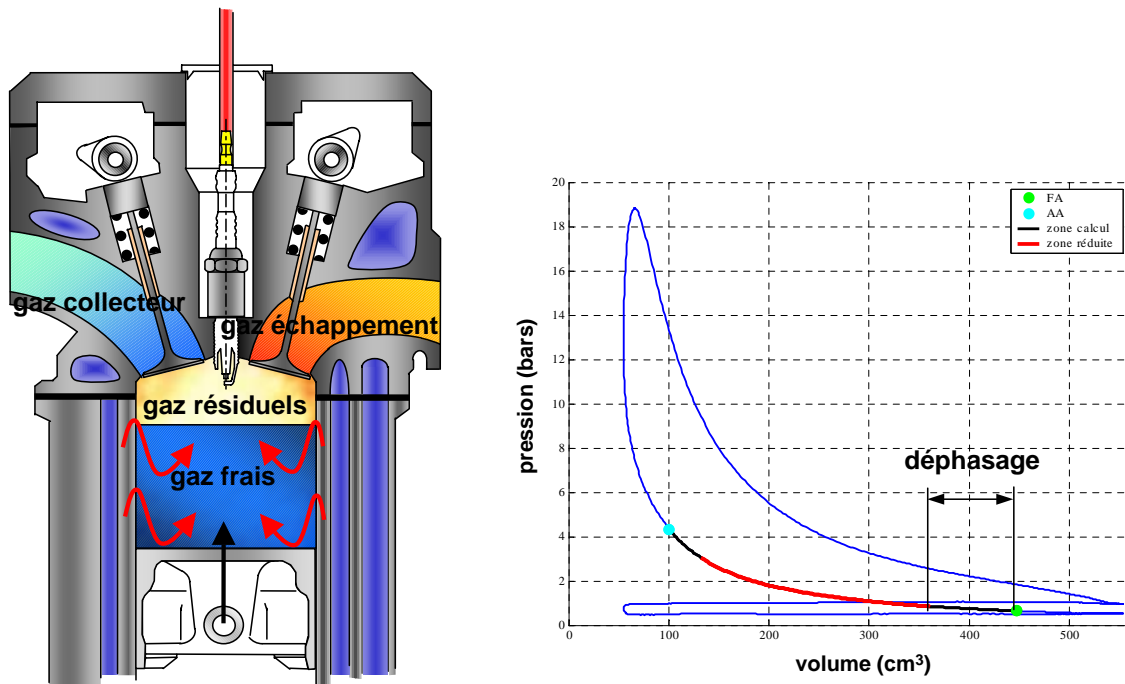 gaz collecteur
gaz échappement
gaz résiduels
gaz frais
pression (bars)
20
18
16
14
12
10
8
6
4
2
0
FA
AA
zone calcul
zone réduite
déphasage
0 100 200 300 400 500
volume (cm³)